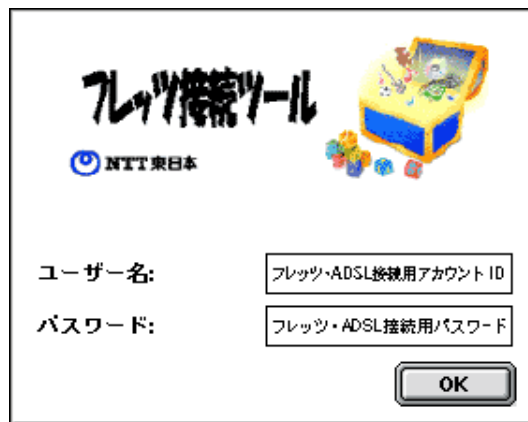 フレッツ接続ツール
NTT東日本
ユーザー名:
フレッツ・ADSL接続用アカウントID
パスワード:
フレッツ・ADSL接続用パスワード
OK